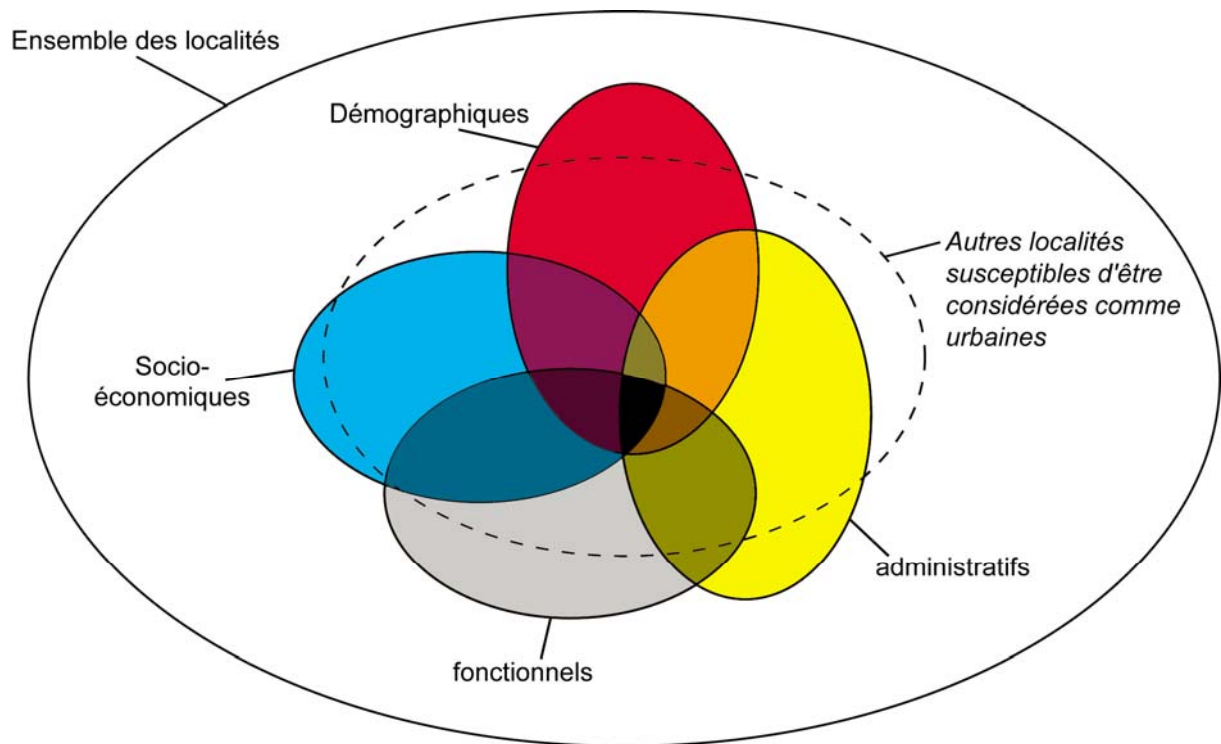 Ensemble des localités
Démographiques
Autres localités
susceptibles d'être
considérées comme
urbaines
Socio-
économiques
administratifs
fonctionnels